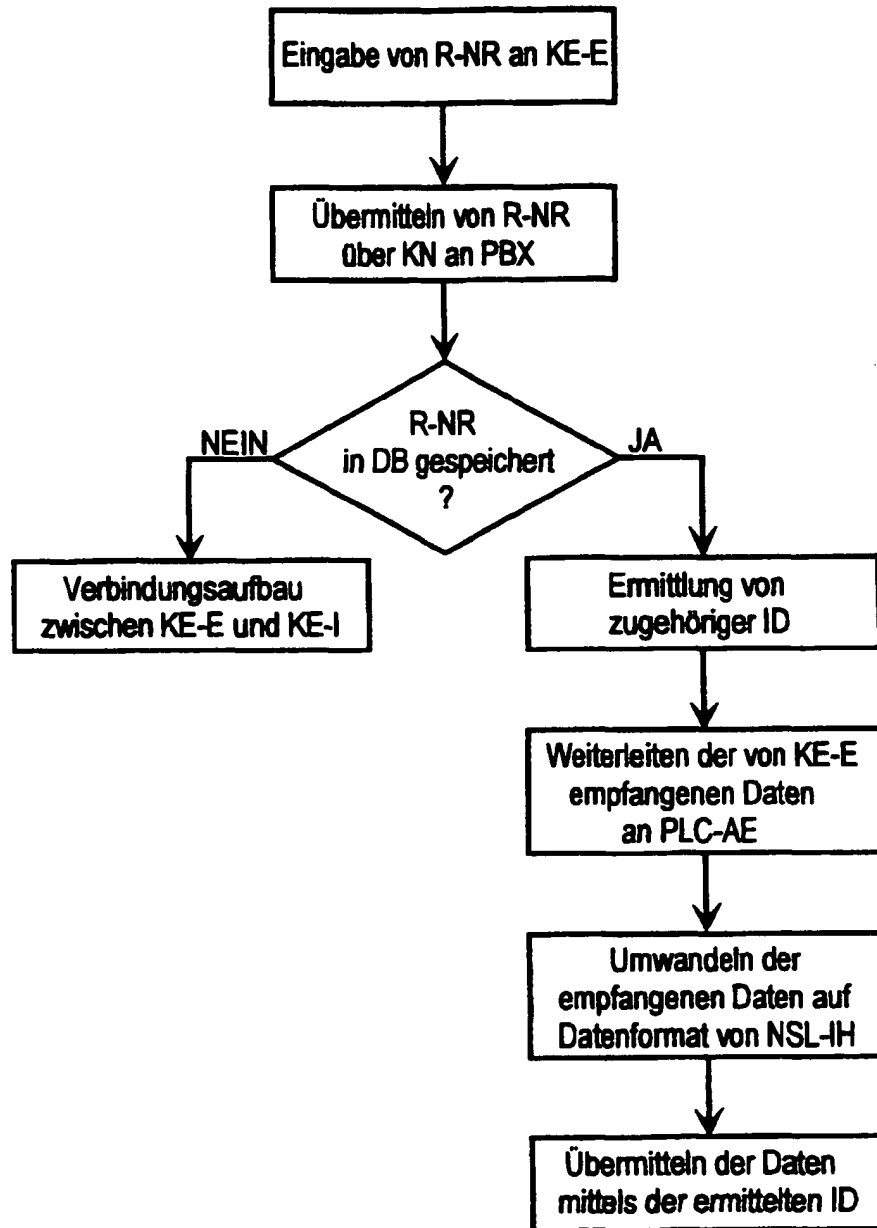 Eingabe von R-NR an KE-E
Übermitteln von R-NR
über KN an PBX
R-NR
in DB gespeichert
?
NEIN
JA
Verbindungsaufbau
zwischen KE-E und KE-I
Ermittlung von
zugehöriger ID
Weiterleiten der von KE-E
empfangenen Daten
an PLC-AE
Umwandeln der
empfangenen Daten auf
Datenformat von NSL-IH
Übermitteln der Daten
mittels der ermittelten ID